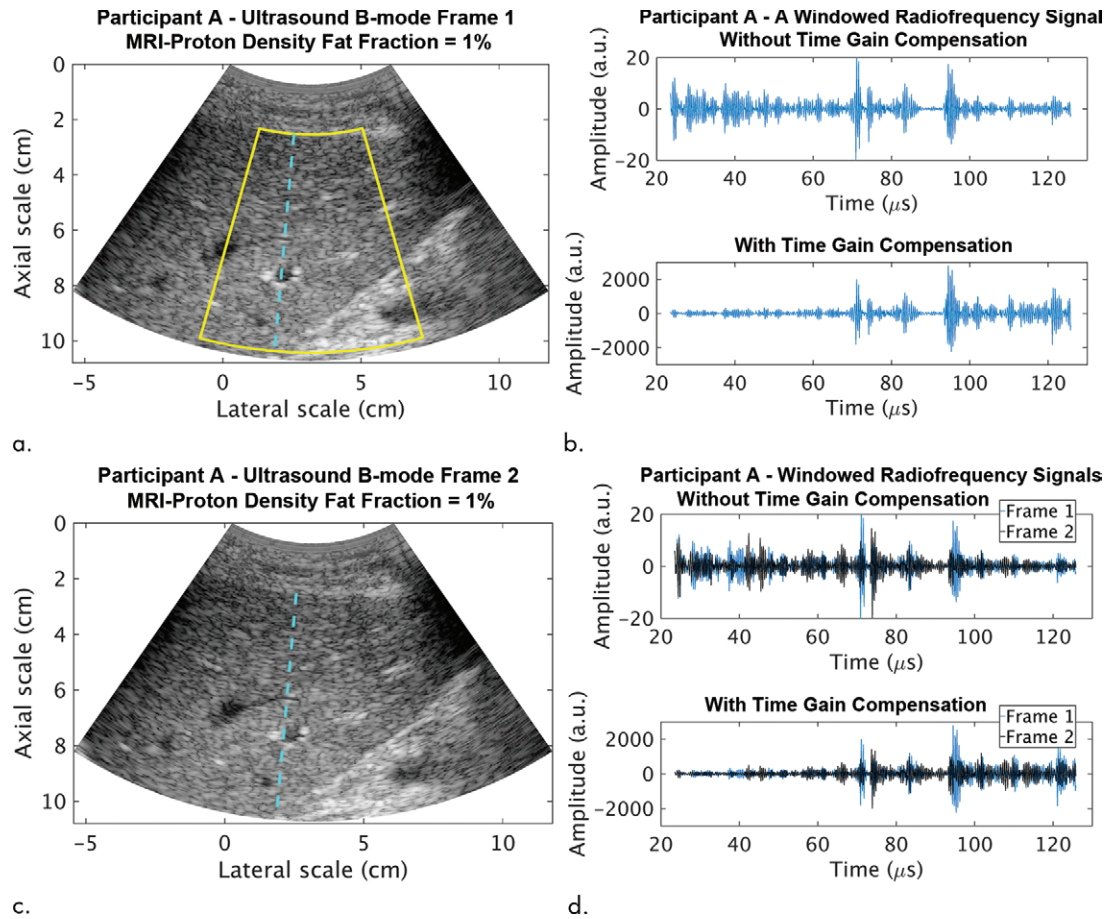 Participant A - Ultrasound B-mode Frame 1
MRI-Proton Density Fat Fraction = 1%
0
2
4
6
8
10
Axial scale (cm)
-5
0
5
10
Lateral scale (cm)
a.
Participant A - A Windowed Radiofrequency Signal
Without Time Gain Compensation
20
0
-20
Amplitude (a.u.)
20
40
60
80
100
120
Time (μs)
With Time Gain Compensation
2000
0
-2000
Amplitude (a.u.)
20
40
60
80
100
120
Time (μs)
b.
Participant A - Ultrasound B-mode Frame 2
MRI-Proton Density Fat Fraction = 1%
0
2
4
6
8
10
Axial scale (cm)
-5
0
5
10
Lateral scale (cm)
c.
Participant A - Windowed Radiofrequency Signals
Without Time Gain Compensation
Frame 1
Frame 2
20
0
-20
Amplitude (a.u.)
20
40
60
80
100
120
Time (μs)
With Time Gain Compensation
Frame 1
Frame 2
2000
0
-2000
Amplitude (a.u.)
20
40
60
80
100
120
Time (μs)
d.